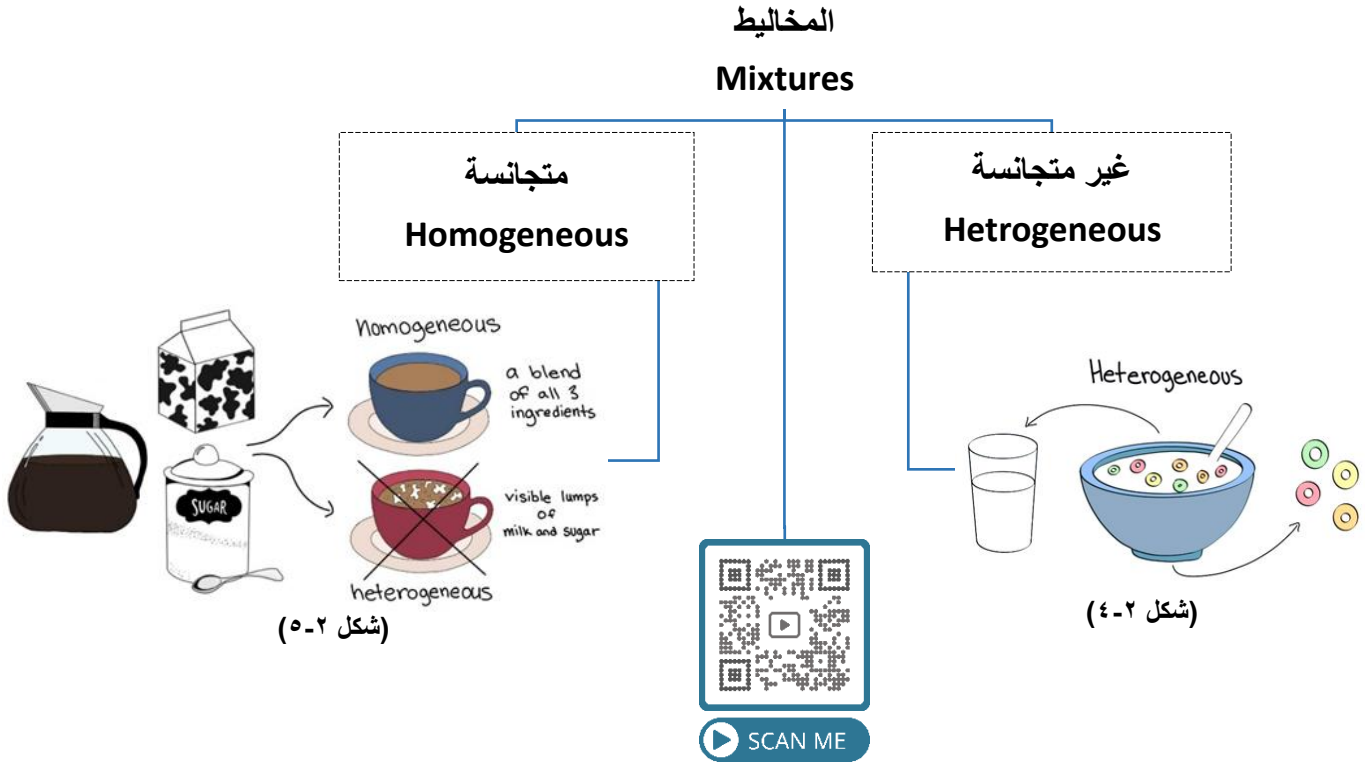 المخاليط
Mixtures
متجانسة
Homogeneous
غير متجانسة
Hetrogeneous
homogeneous
a blend
of all 3
ingredients
SUGAR
visible lumps
of
milk and sugar
heterogeneous
(شكل ٢-٥)
Heterogeneous
(شكل ٢-٤)
SCAN ME